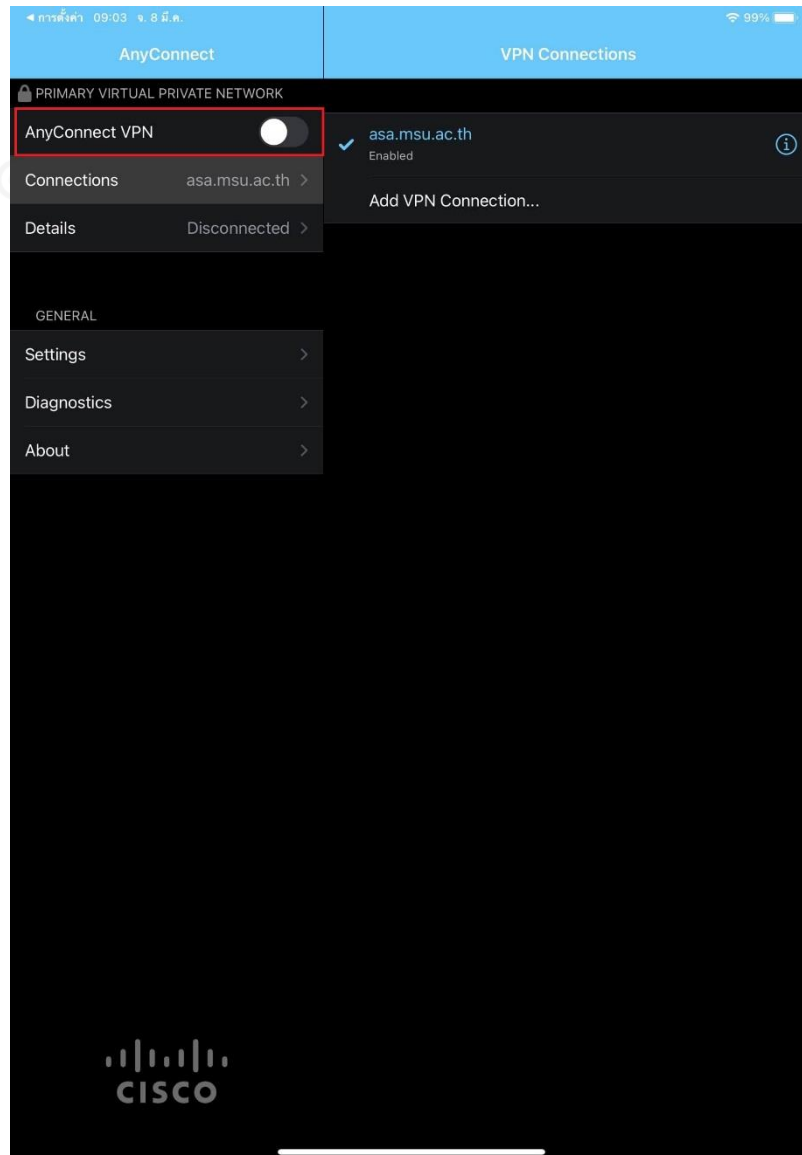 ◀ การตั้งค่า 09:03 จ. 8 มี.ค.
99%
AnyConnect
VPN Connections
PRIMARY VIRTUAL PRIVATE NETWORK
AnyConnect VPN
Connections asa.msu.ac.th >
Details Disconnected >
asa.msu.ac.th
Enabled
Add VPN Connection...
GENERAL
Settings >
Diagnostics >
About >
CISCO